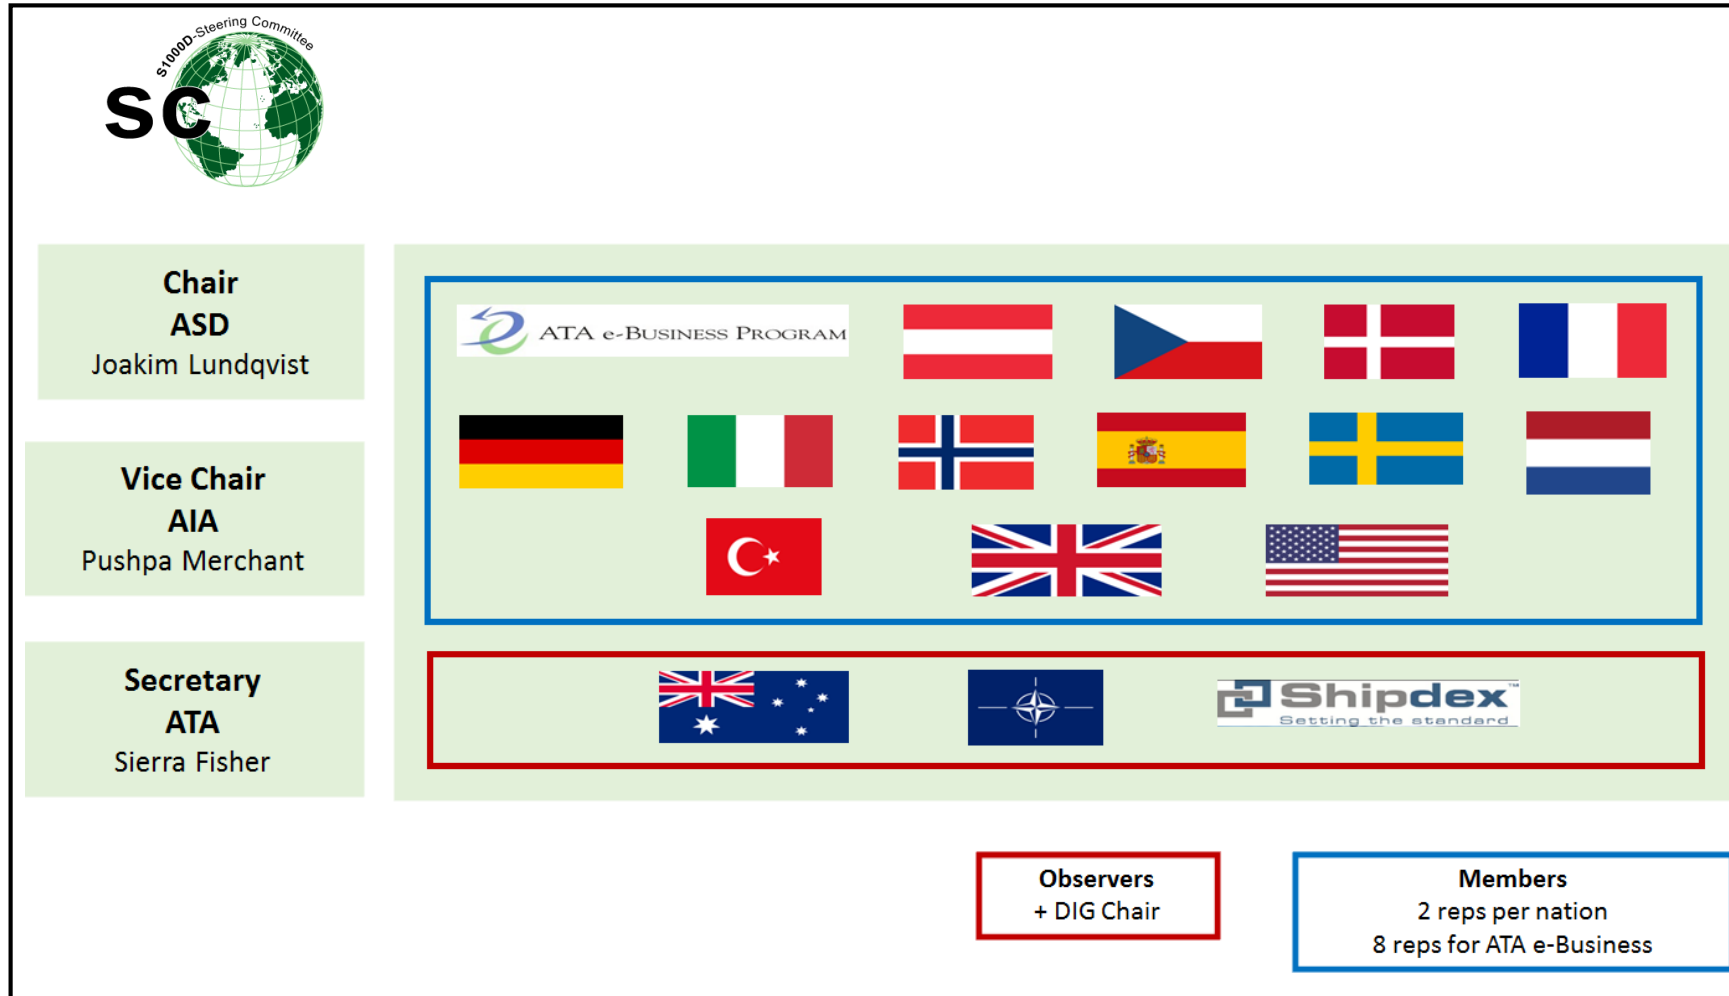 S1000D-Steering Committee
SC
Chair
ASD
Joakim Lundqvist
Vice Chair
AIA
Pushpa Merchant
Secretary
ATA
Sierra Fisher
ATA e-Business Program
Shipdex™
Setting the standard
Observers
+ DIG Chair
Members
2 reps per nation
8 reps for ATA e-Business